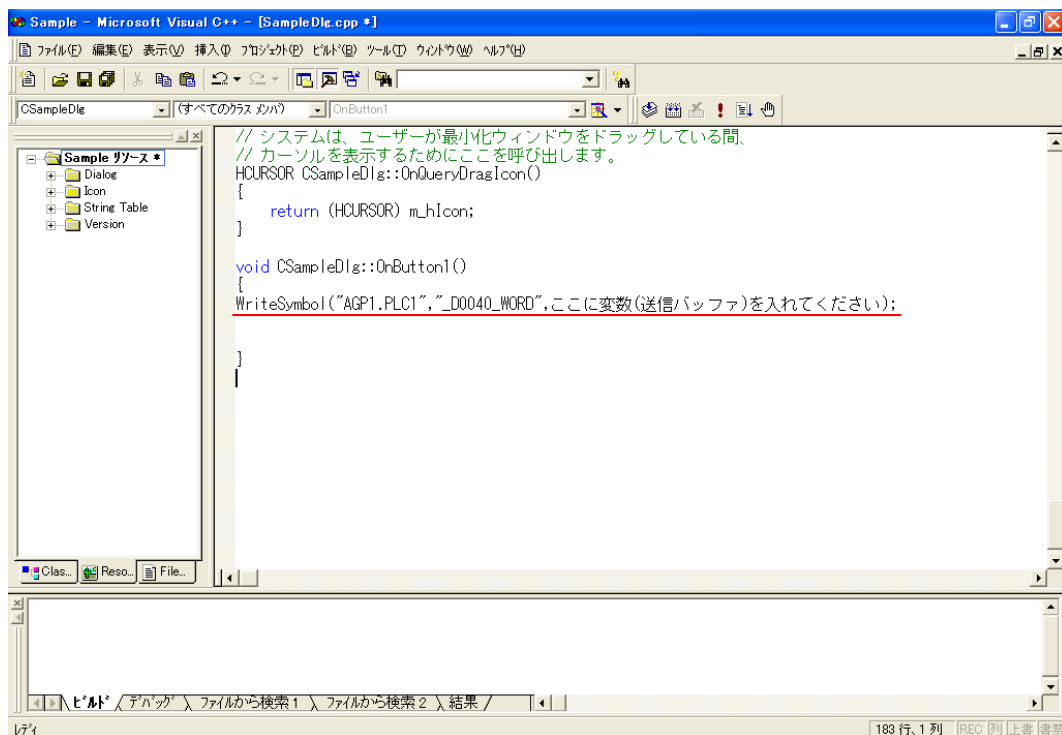 Sample - Microsoft Visual C++ - [SampleDlg.cpp *]
ファイル(F) 編集(E) 表示(V) 挿入(I) プロジェクト(P) ビルド(B) ツール(T) ウィンドウ(W) ヘルプ(H)
CSampleDlg (すべてのクラス メンバ) OnButton1
Sample リソース *
Dialog
Icon
String Table
Version
// システムは、ユーザーが最小化ウィンドウをドラッグしている間、
// カーソルを表示するためにここを呼び出します。
HCURSOR CSampleDlg::OnQueryDragIcon()
{
return (HCURSOR) m_hIcon;
}
void CSampleDlg::OnButton1()
{
WriteSymbol("AGP1.PLC1","_D0040_WORD",ここに変数(送信バッファ)を入れてください);
}
Clas... Reso... File...
ビルド デバッグ ファイルから検索1 ファイルから検索2 結果
レディ 183 行、1 列 REC 列 上書 書禁